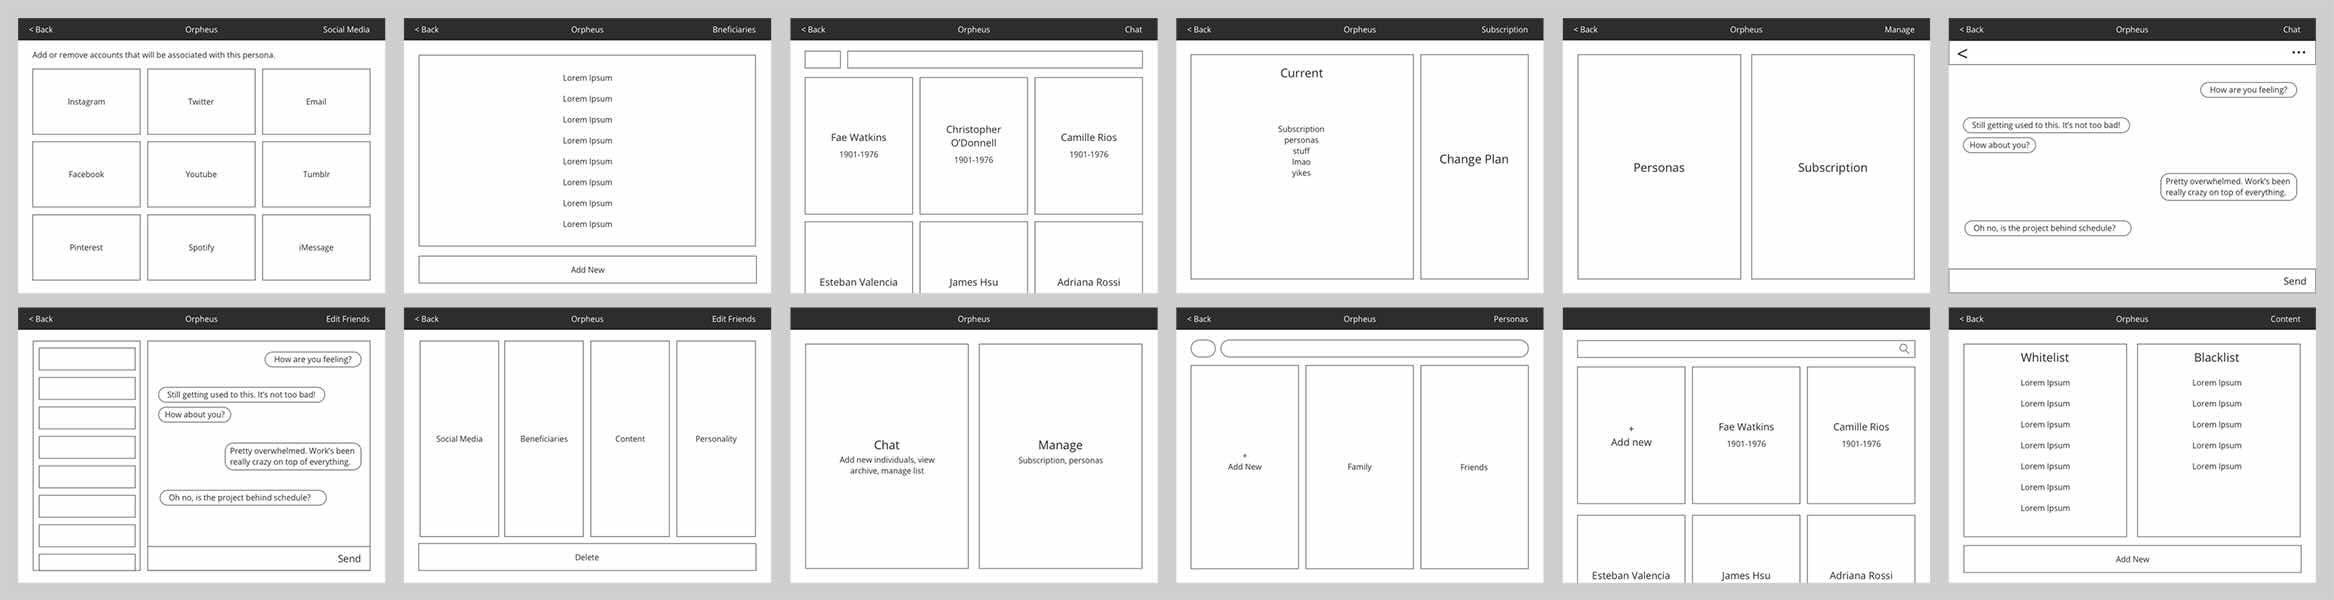 < Back Orpheus Social Media
Add or remove accounts that will be associated with this persona.
Instagram Twitter Email
Facebook Youtube Tumblr
Pinterest Spotify iMessage
< Back Orpheus Bneficiaries
Lorem Ipsum
Lorem Ipsum
Lorem Ipsum
Lorem Ipsum
Lorem Ipsum
Lorem Ipsum
Lorem Ipsum
Lorem Ipsum
Add New
< Back Orpheus Chat
Fae Watkins
1901-1976
Christopher
O'Donnell
1901-1976
Camille Rios
1901-1976
Esteban Valencia James Hsu Adriana Rossi
< Back Orpheus Subscription
Current
Subscription
personas
stuff
lmao
yikes
Change Plan
< Back Orpheus Manage
Personas Subscription
< Back Orpheus Chat
< ...
How are you feeling?
Still getting used to this. It's not too bad!
How about you?
Pretty overwhelmed. Work's been
really crazy on top of everything.
Oh no, is the project behind schedule?
Send
< Back Orpheus Edit Friends
How are you feeling?
Still getting used to this. It's not too bad!
How about you?
Pretty overwhelmed. Work's been
really crazy on top of everything.
Oh no, is the project behind schedule?
Send
< Back Orpheus Edit Friends
Social Media Beneficiaries Content Personality
Delete
Orpheus
Chat
Add new individuals, view
archive, manage list
Manage
Subscription, personas
< Back Orpheus Personas
+
Add New
Family
Friends
+
Add new
Fae Watkins
1901-1976
Camille Rios
1901-1976
Esteban Valencia James Hsu Adriana Rossi
< Back Orpheus Content
Whitelist
Lorem Ipsum
Lorem Ipsum
Lorem Ipsum
Lorem Ipsum
Lorem Ipsum
Lorem Ipsum
Lorem Ipsum
Blacklist
Lorem Ipsum
Lorem Ipsum
Lorem Ipsum
Lorem Ipsum
Lorem Ipsum
Add New